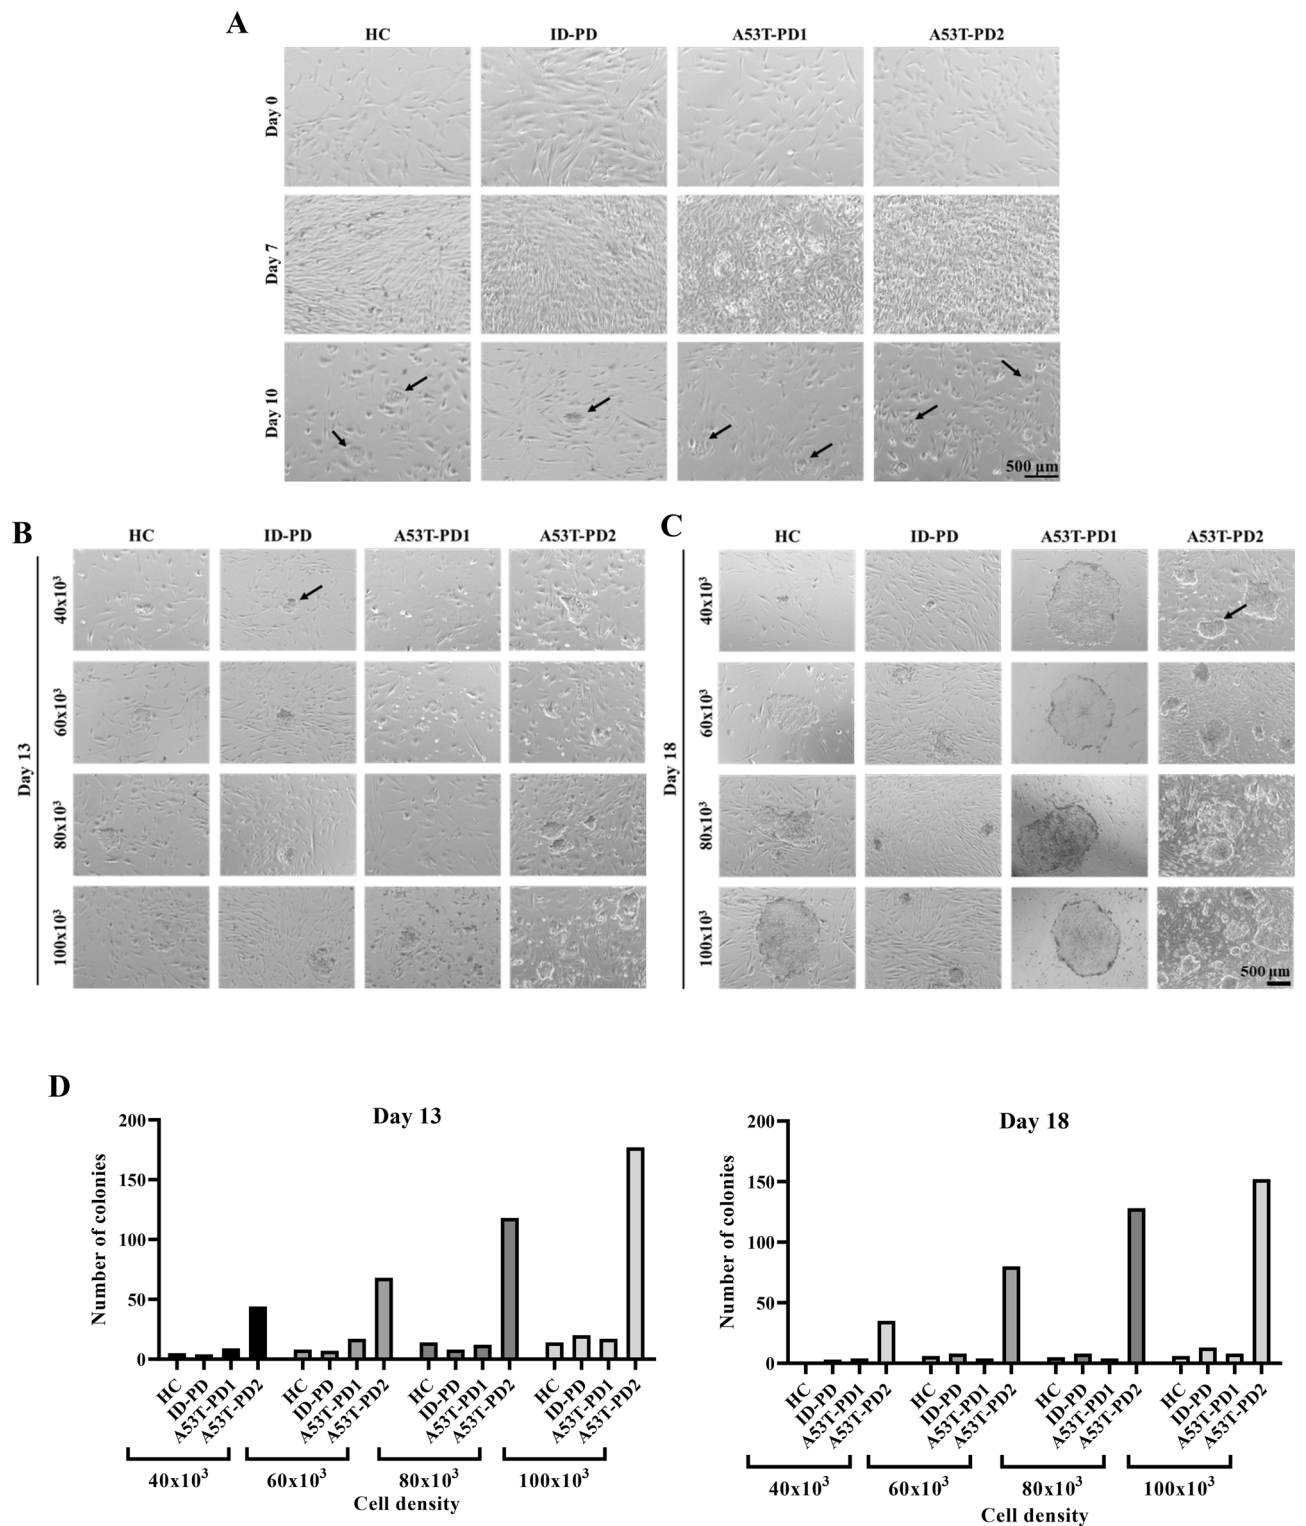 A
HC ID-PD A53T-PD1 A53T-PD2
Day 0
Day 7
Day 10
500 µm
B
HC ID-PD A53T-PD1 A53T-PD2
Day 13
40x10³
60x10³
80x10³
100x10³
C
HC ID-PD A53T-PD1 A53T-PD2
Day 18
40x10³
60x10³
80x10³
100x10³
500 µm
D
Day 13
Number of colonies
200
150
100
50
0
HC ID-PD A53T-PD1 A53T-PD2 HC ID-PD A53T-PD1 A53T-PD2 HC ID-PD A53T-PD1 A53T-PD2 HC ID-PD A53T-PD1 A53T-PD2
40x10³ 60x10³ 80x10³ 100x10³
Cell density
Day 18
Number of colonies
200
150
100
50
0
HC ID-PD A53T-PD1 A53T-PD2 HC ID-PD A53T-PD1 A53T-PD2 HC ID-PD A53T-PD1 A53T-PD2 HC ID-PD A53T-PD1 A53T-PD2
40x10³ 60x10³ 80x10³ 100x10³
Cell density